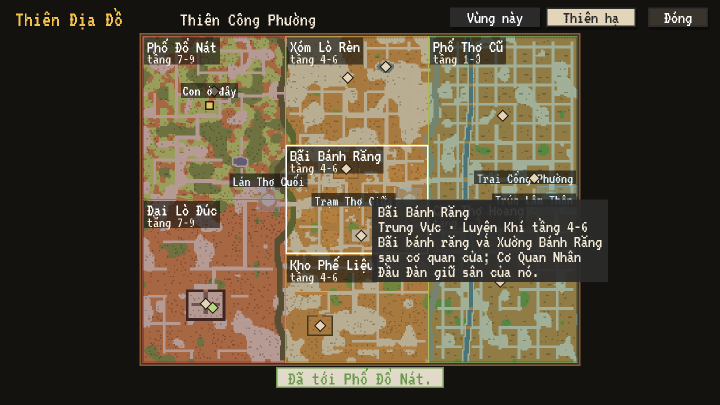 Thiên Địa Đồ
Thiên Công Phường
Vùng này
Thiên hạ
Đóng
Phố Đổ Nát
tầng 7-9
Xóm Lò Rèn
tầng 4-6
Phố Thợ Cũ
tầng 1-3
Con ở đây
Bãi Bánh Răng
tầng 4-6
Lán Thợ Cuối
Trạm Thợ
Trại Công Phường
Đại Lò Đúc
tầng 7-9
Kho Phế Liệu
tầng 4-6
Bãi Bánh Răng
Trung Vực · Luyện Khí tầng 4-6
Bãi bánh răng và Xưởng Bánh Răng
sau cơ quan cửa; Cơ Quan Nhân
Đầu Đàn giữ sân của nó.
Đã tới Phố Đổ Nát.